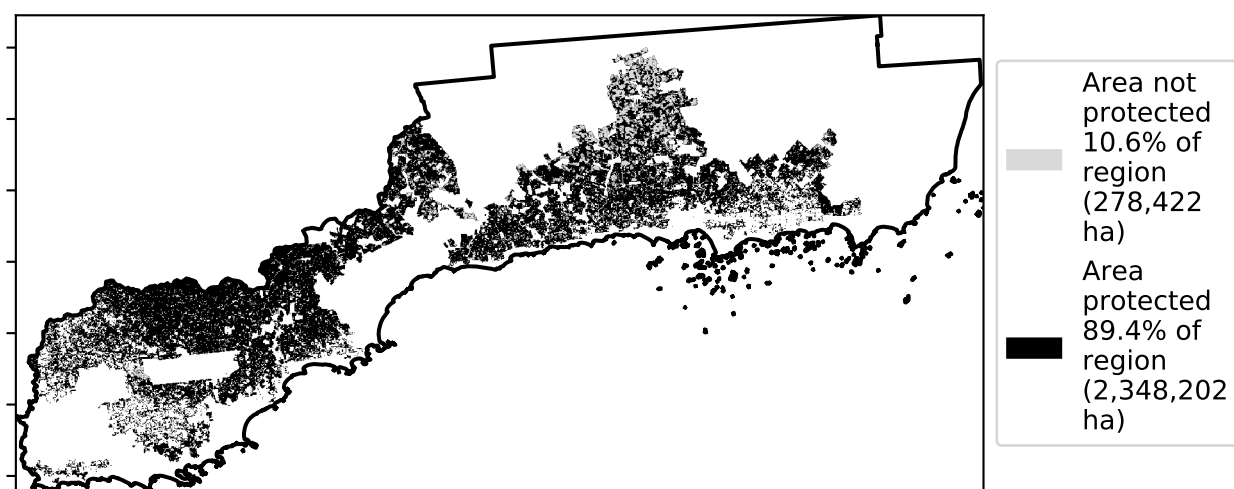 Area not
protected
10.6% of
region
(278,422
ha)
Area
protected
89.4% of
region
(2,348,202
ha)